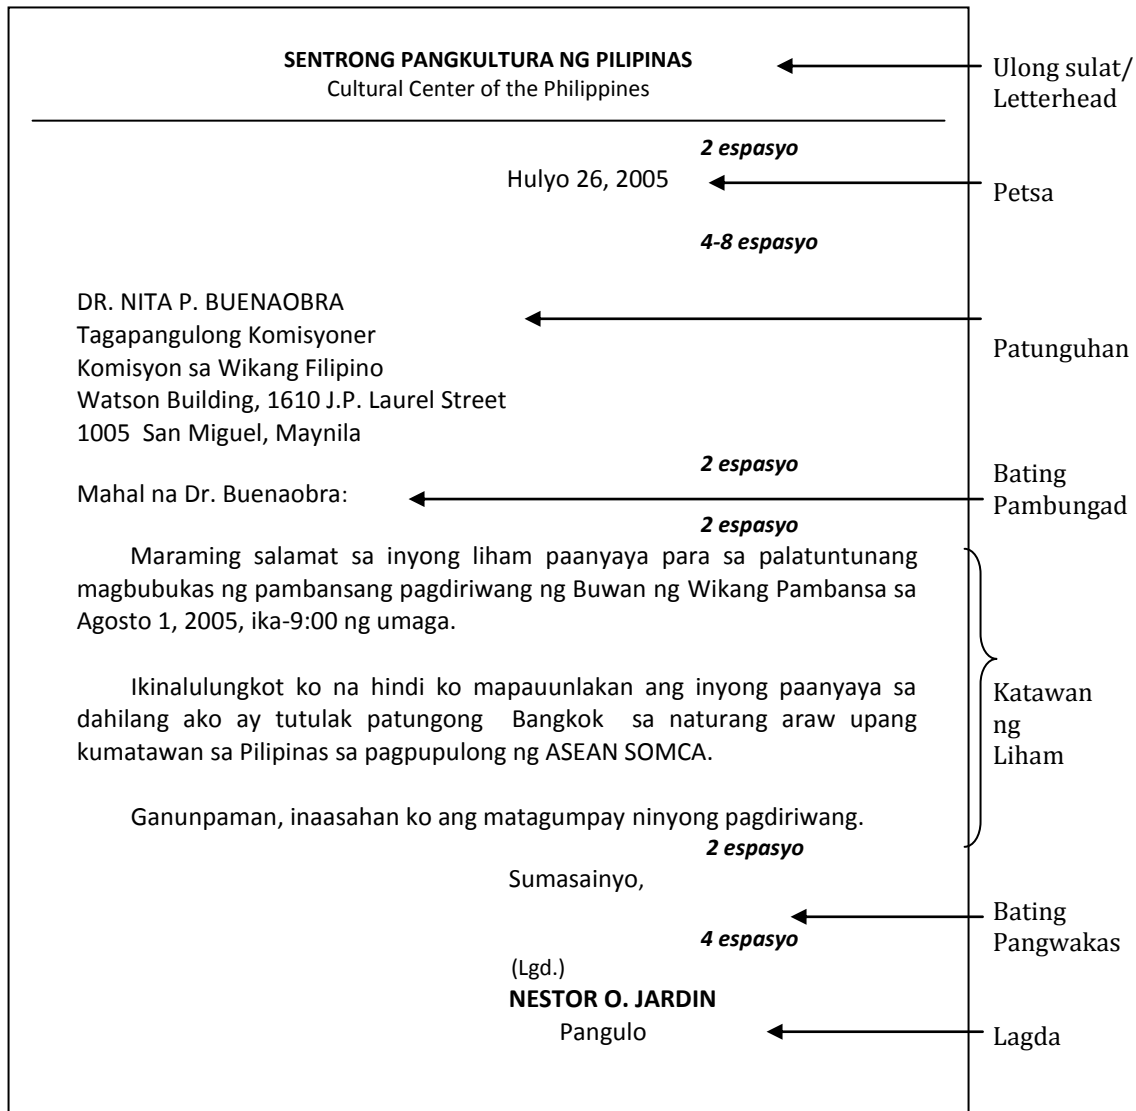 SENTRONG PANGKULTURA NG PILIPINAS
Cultural Center of the Philippines
Ulong sulat/
Letterhead
2 espasyo
Hulyo 26, 2005
Petsa
4-8 espasyo
DR. NITA P. BUENAOBRA
Tagapangulong Komisyoner
Komisyon sa Wikang Filipino
Watson Building, 1610 J.P. Laurel Street
1005  San Miguel, Maynila
Patunguhan
2 espasyo
Mahal na Dr. Buenaobra:
Bating
Pambungad
2 espasyo
Maraming salamat sa inyong liham paanyaya para sa palatuntunang
magbubukas ng pambansang pagdiriwang ng Buwan ng Wikang Pambansa sa
Agosto 1, 2005, ika-9:00 ng umaga.
Ikinalulungkot ko na hindi ko mapauunlakan ang inyong paanyaya sa
dahilang ako ay tutulak patungong  Bangkok  sa naturang araw upang
kumatawan sa Pilipinas sa pagpupulong ng ASEAN SOMCA.
Katawan
ng
Liham
Ganunpaman, inaasahan ko ang matagumpay ninyong pagdiriwang.
2 espasyo
Sumasainyo,
Bating
Pangwakas
4 espasyo
(Lgd.)
NESTOR O. JARDIN
Pangulo
Lagda